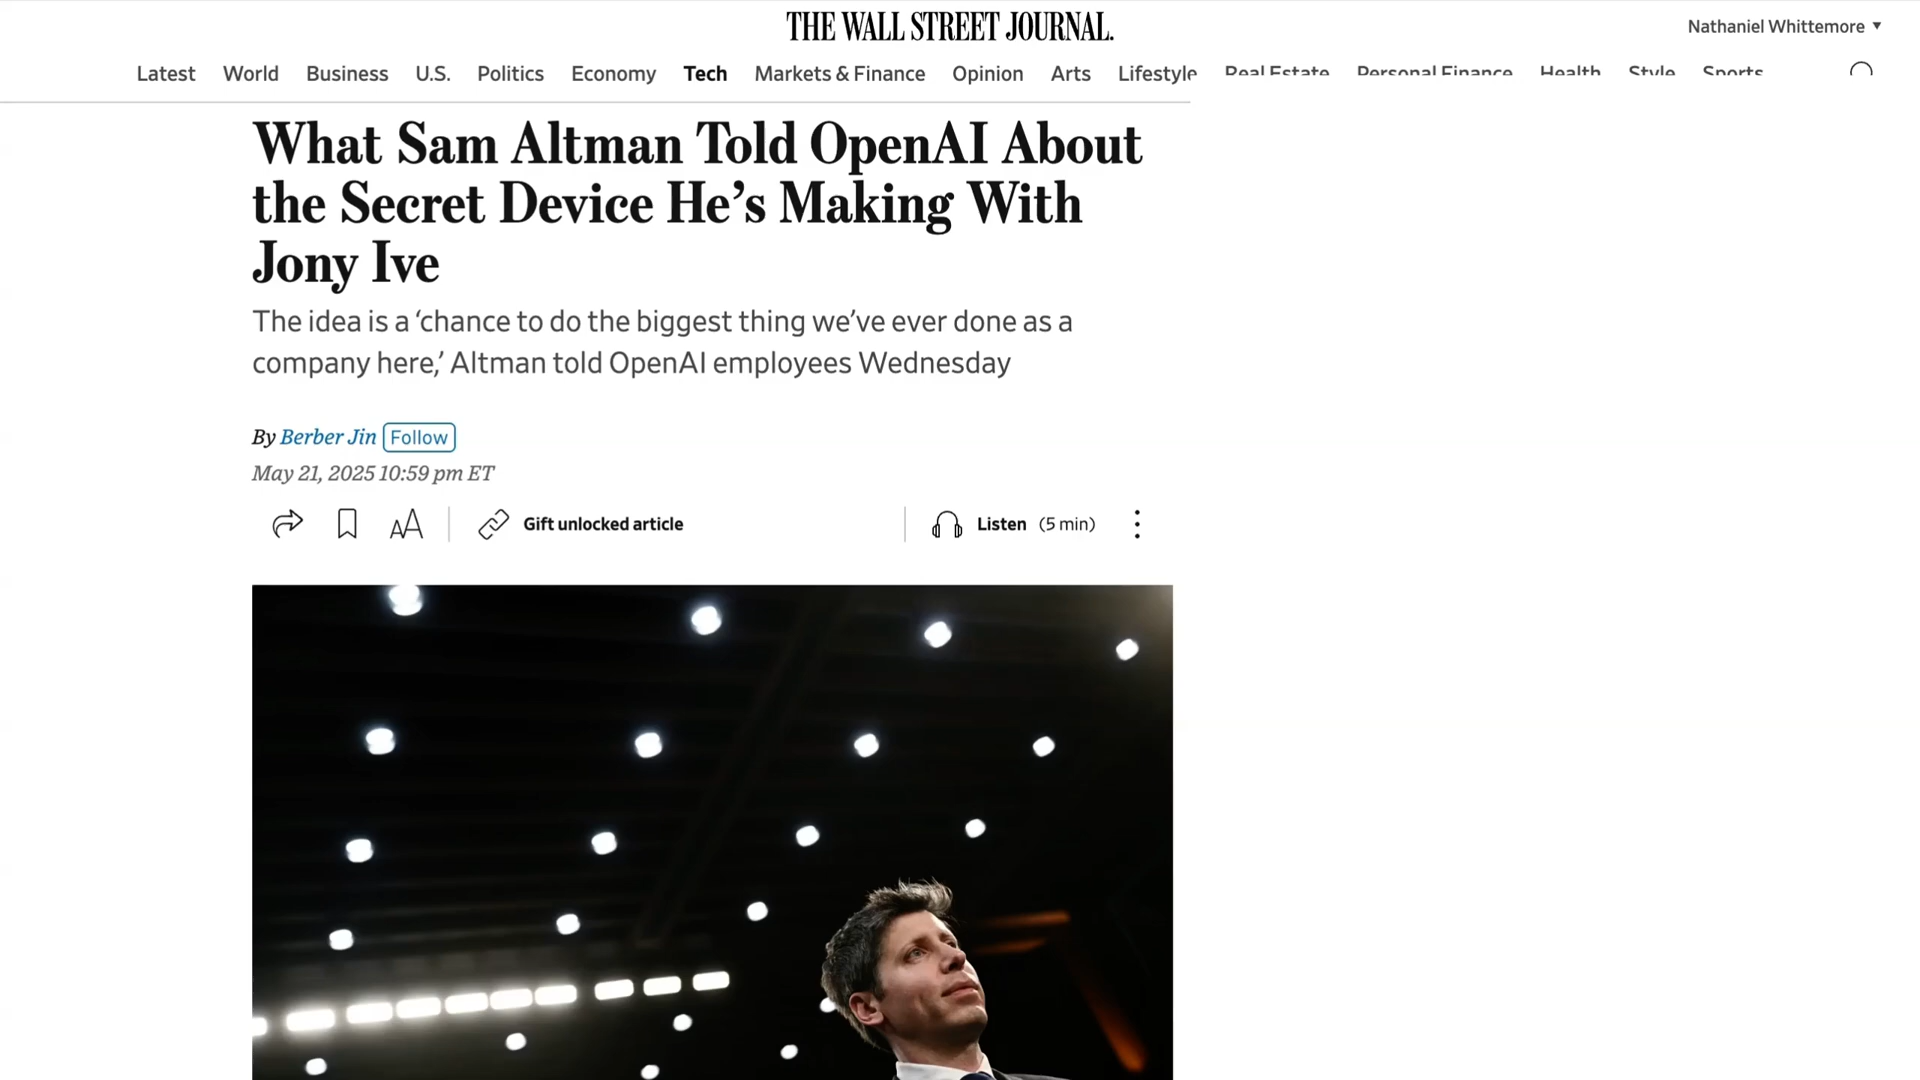 THE WALL STREET JOURNAL.
Nathaniel Whittemore
Latest World Business U.S. Politics Economy Tech Markets & Finance Opinion Arts Lifestyle Real Estate Personal Finance Health Style Sports
What Sam Altman Told OpenAI About
the Secret Device He’s Making With
Jony Ive
The idea is a ‘chance to do the biggest thing we’ve ever done as a
company here,’ Altman told OpenAI employees Wednesday
By Berber Jin Follow
May 21, 2025 10:59 pm ET
AA Gift unlocked article Listen (5 min)